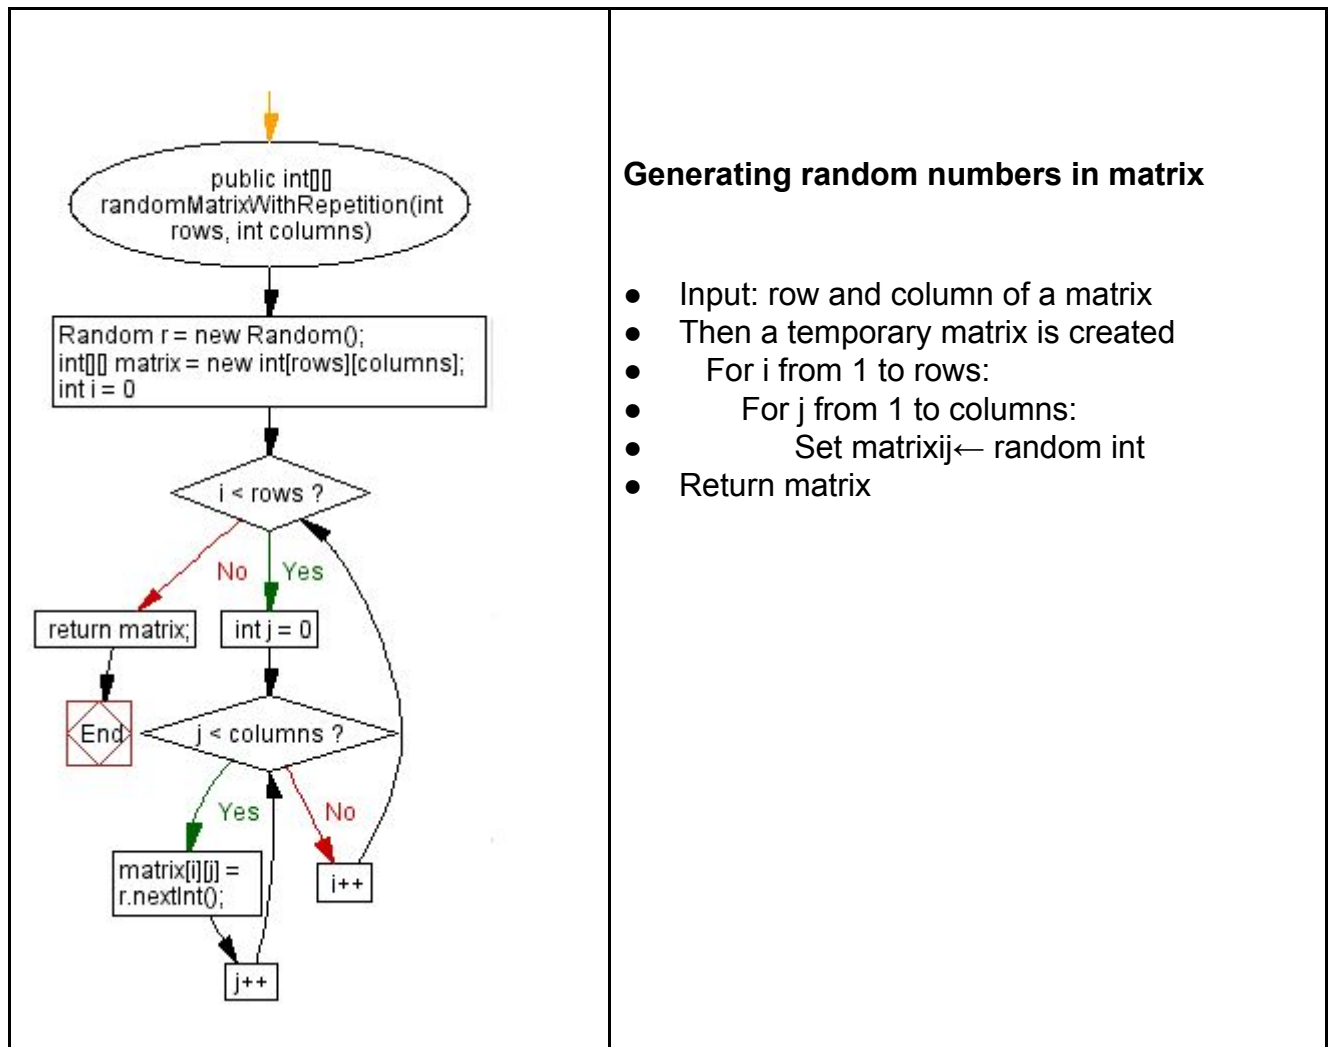 public int[][]
randomMatrixWithRepetition(int
rows, int columns)
Random r = new Random();
int[][] matrix = new int[rows][columns];
int i = 0
i < rows ?
No
Yes
return matrix;
int j = 0
End
j < columns ?
Yes
No
matrix[i][j] =
r.nextInt();
i++
j++
Generating random numbers in matrix
● Input: row and column of a matrix
● Then a temporary matrix is created
● For i from 1 to rows:
● For j from 1 to columns:
● Set matrixij← random int
● Return matrix